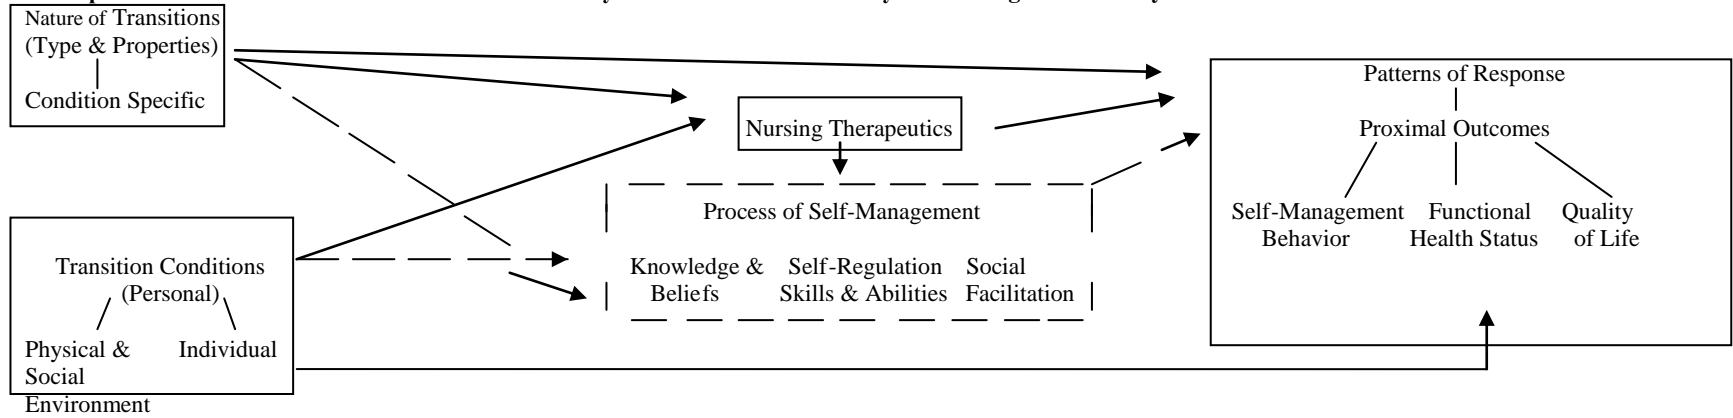 Nature of Transitions
(Type & Properties)
Condition Specific
Nursing Therapeutics
Process of Self-Management
Knowledge & Beliefs
Self-Regulation Skills & Abilities
Social Facilitation
Transition Conditions
(Personal)
Physical & Social Environment
Individual
Patterns of Response
Proximal Outcomes
Self-Management Behavior
Functional Health Status
Quality of Life